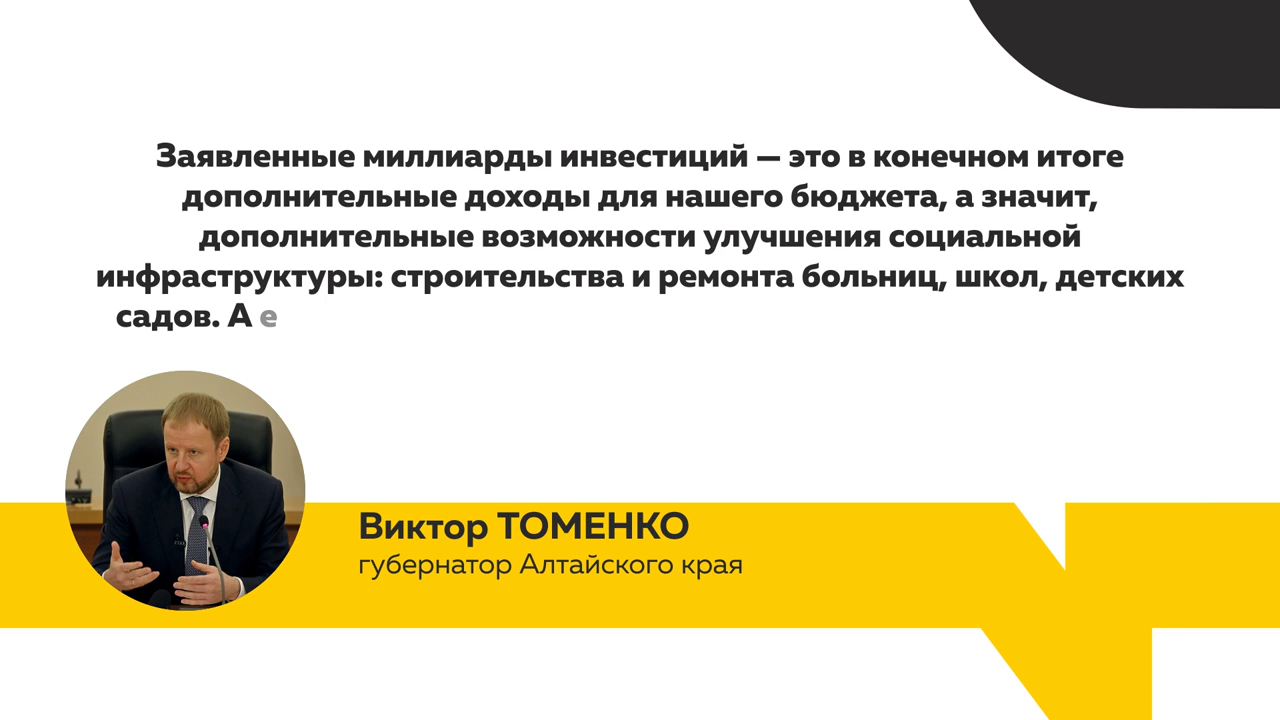 Заявленные миллиарды инвестиций — это в конечном итоге
дополнительные доходы для нашего бюджета, а значит,
дополнительные возможности улучшения социальной
инфраструктуры: строительства и ремонта больниц, школ, детских
садов. А е
Виктор ТОМЕНКО
губернатор Алтайского края